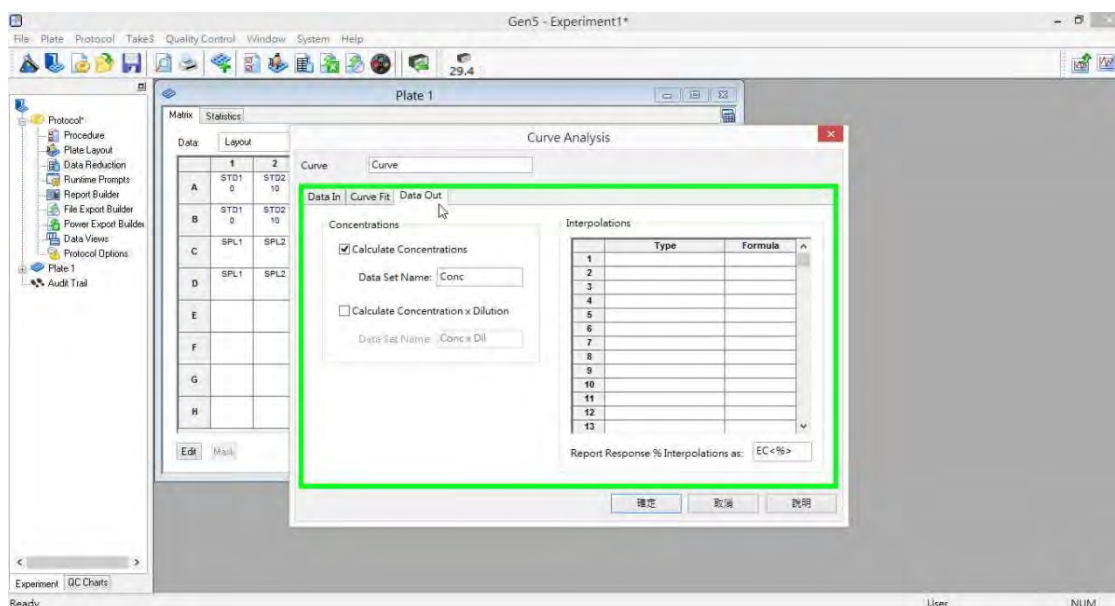 Gen5 - Experiment1*
File Plate Protocol Take3 Quality Control Window System Help
29.4
Protocol*
Procedure
Plate Layout
Data Reduction
Runtime Prompts
Report Builder
File Export Builder
Power Export Builder
Data Views
Protocol Options
Plate 1
Audit Trail
Experiment QC Charts
Plate 1
Matrix Statistics
Data: Layout
1 2
A STD1 STD2
0 10
B STD1 STD2
0 10
C SPL1 SPL2
D SPL1 SPL2
E
F
G
H
Edit Mask
Curve Analysis
Curve Curve
Data In Curve Fit Data Out
Concentrations
Calculate Concentrations
Data Set Name: Conc
Calculate Concentration x Dilution
Data Set Name: Conc x Dil
Interpolations
Type Formula
1
2
3
4
5
6
7
8
9
10
11
12
13
Report Response % Interpolations as: EC<%>
確定 取消 說明
Ready User NUM